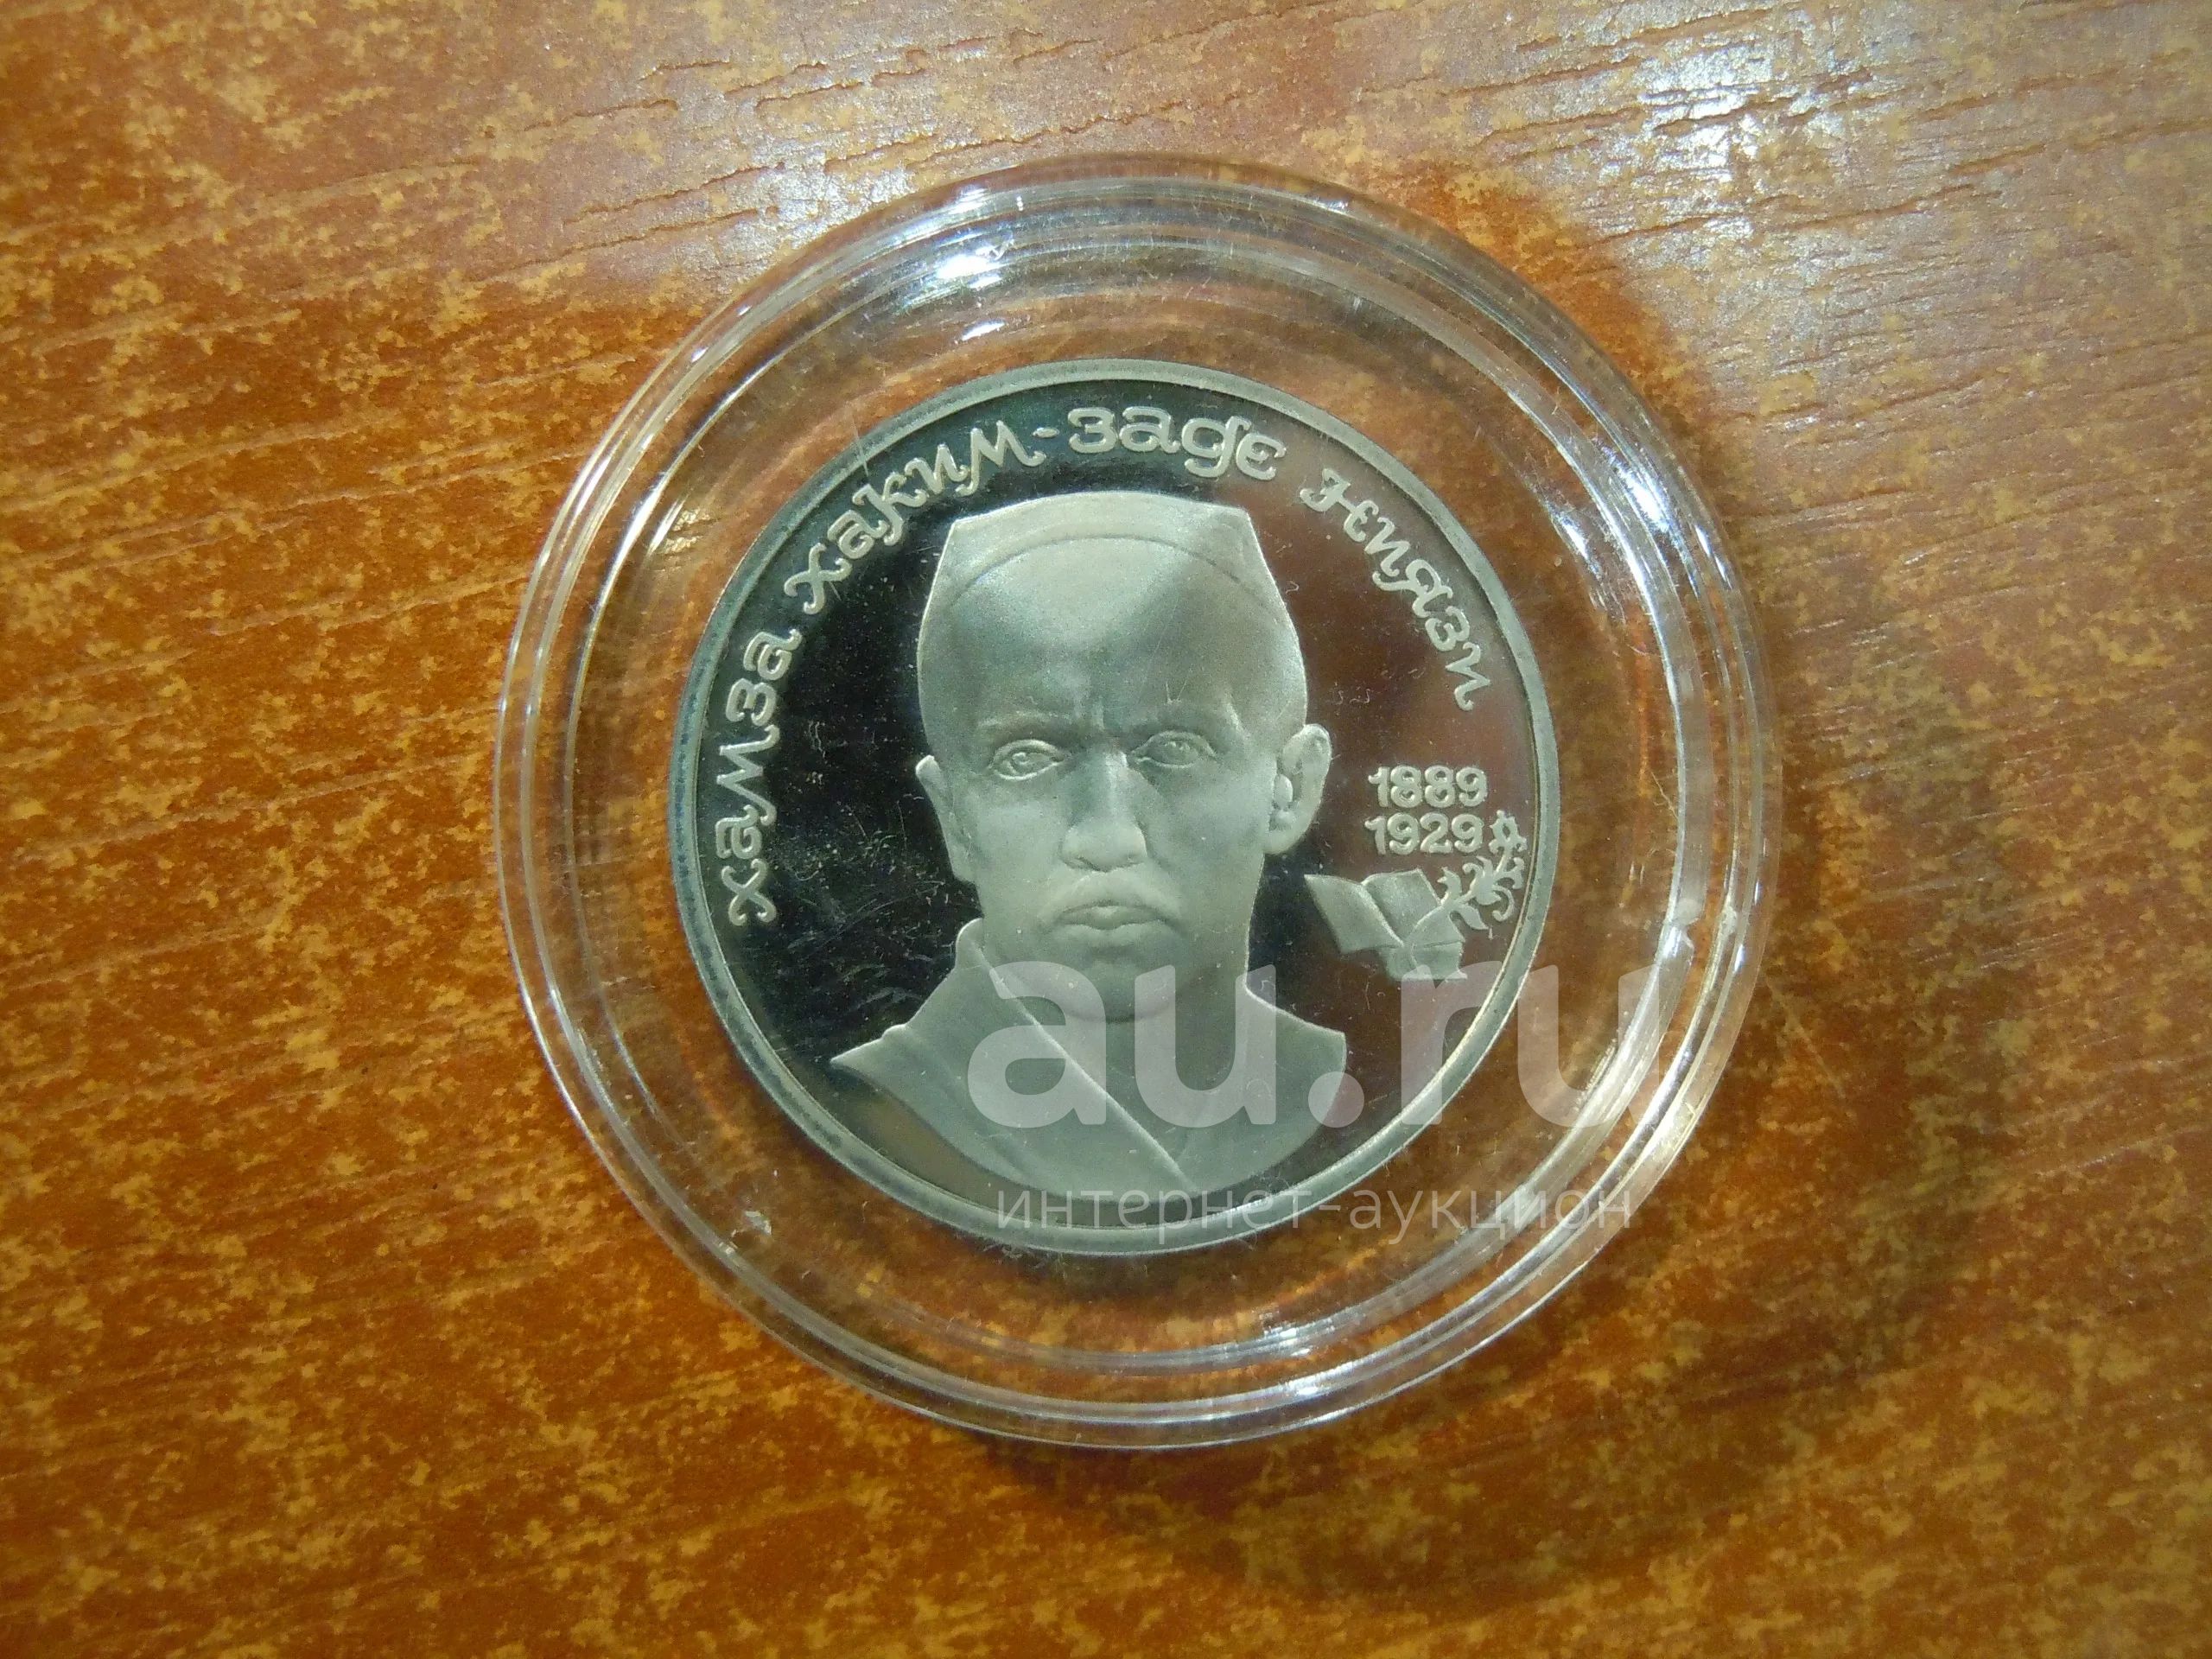 хамза хаким-заде ниязи
1889
1929
au.ru
интернет-аукцион